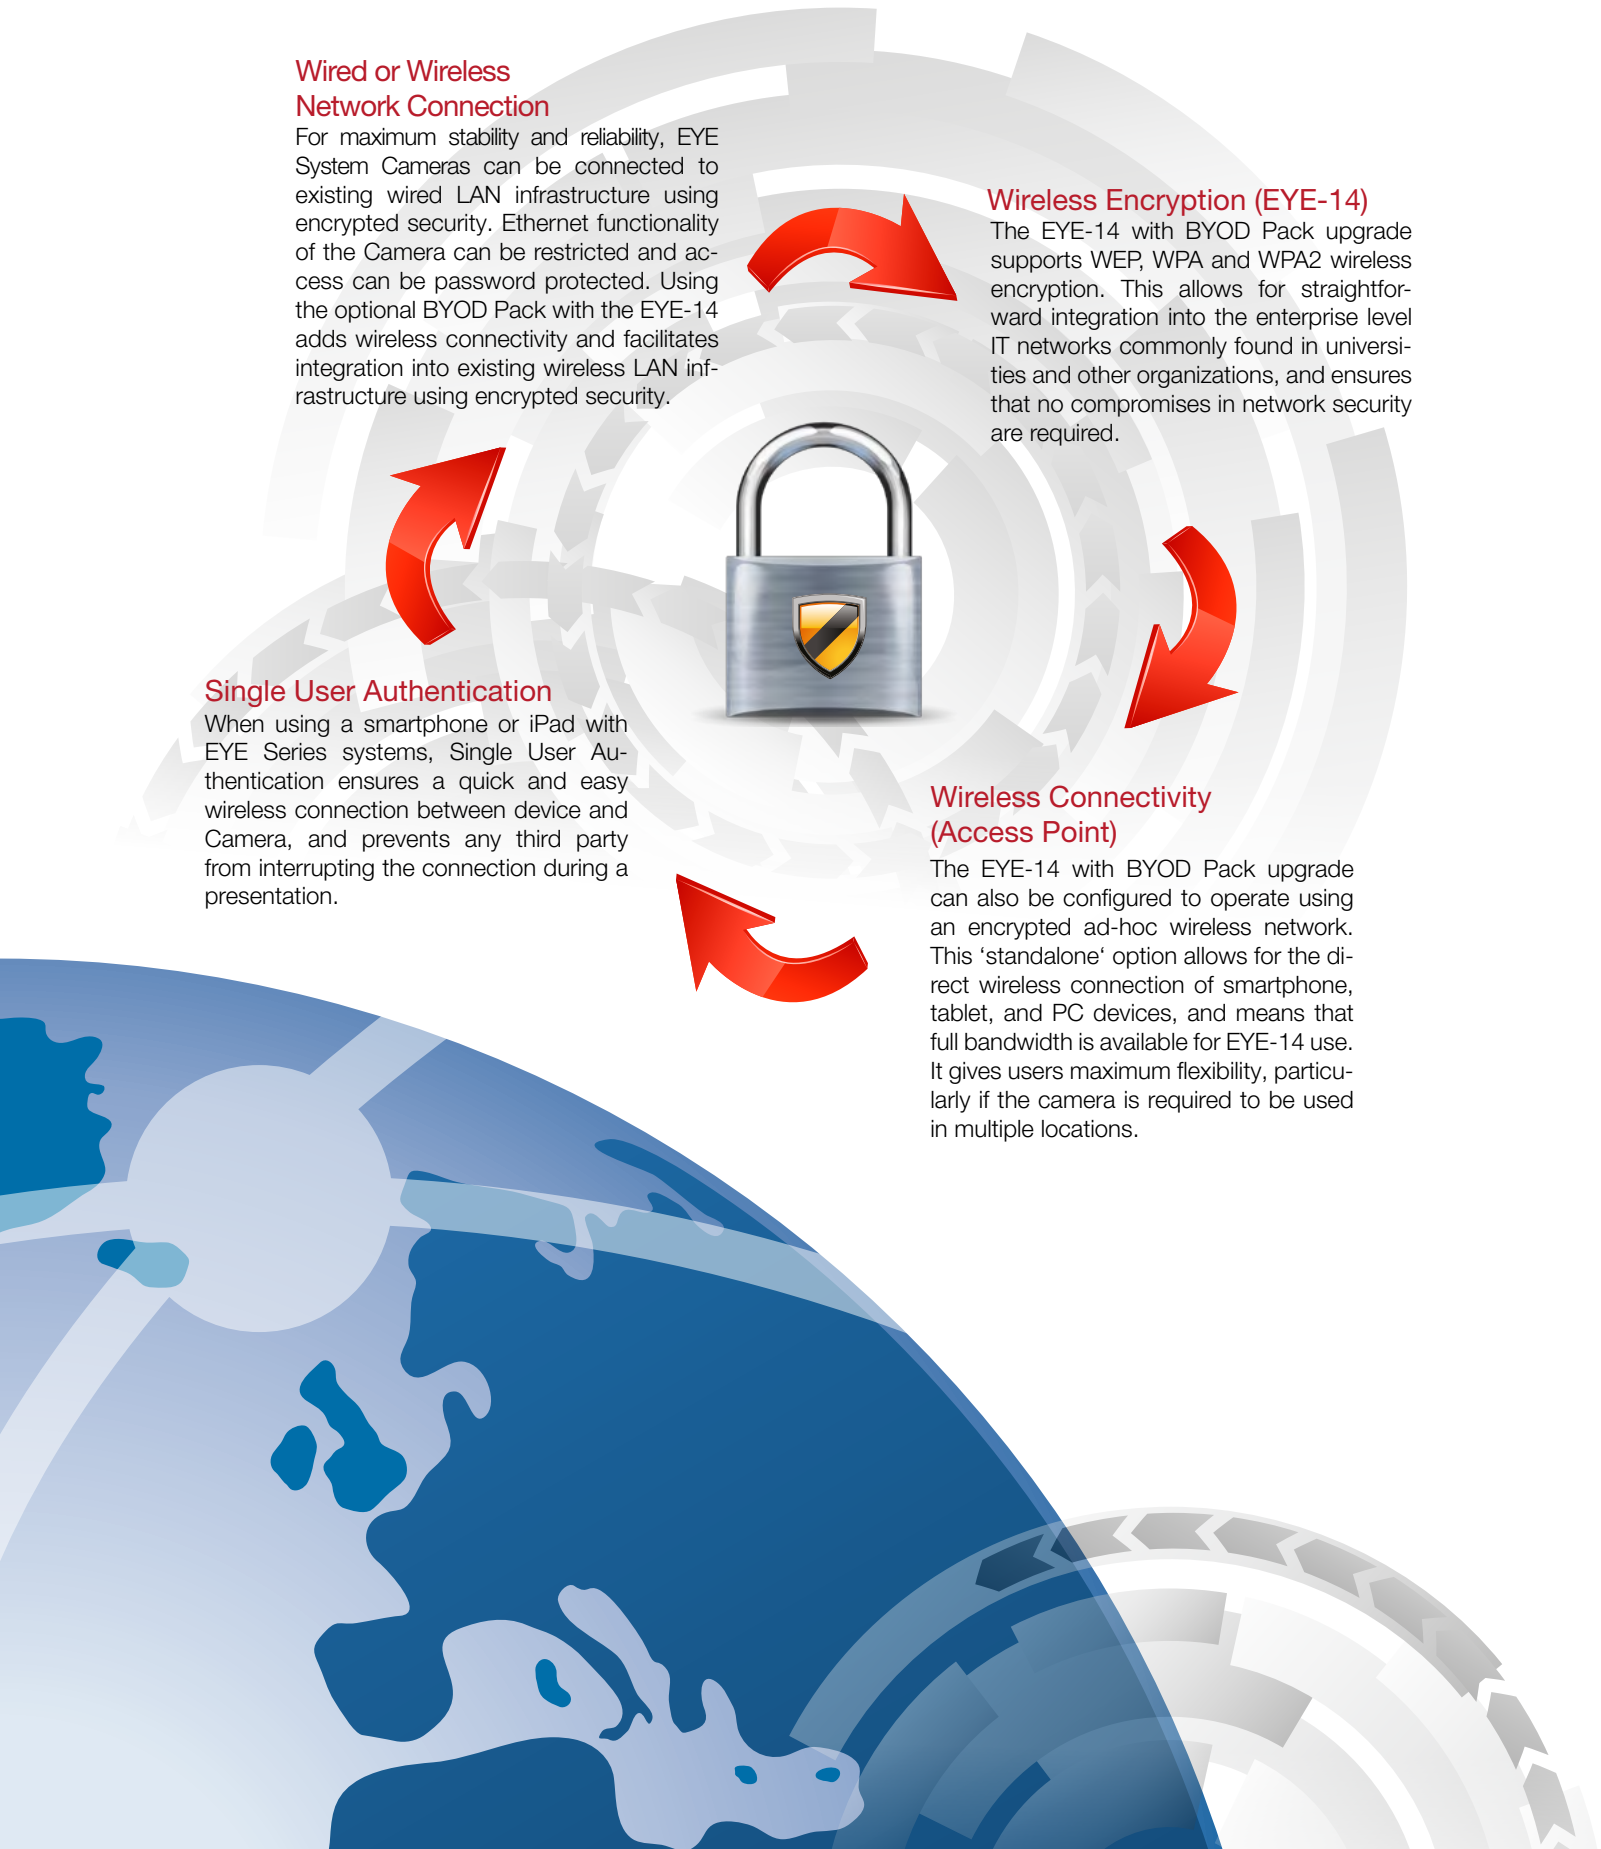 Wired or Wireless
Network Connection
For maximum stability and reliability, EYE
System Cameras can be connected to
existing wired LAN infrastructure using
encrypted security. Ethernet functionality
of the Camera can be restricted and ac-
cess can be password protected. Using
the optional BYOD Pack with the EYE-14
adds wireless connectivity and facilitates
integration into existing wireless LAN inf-
rastructure using encrypted security.
Wireless Encryption (EYE-14)
The EYE-14 with BYOD Pack upgrade
supports WEP, WPA and WPA2 wireless
encryption. This allows for straightfor-
ward integration into the enterprise level
IT networks commonly found in universi-
ties and other organizations, and ensures
that no compromises in network security
are required.
Single User Authentication
When using a smartphone or iPad with
EYE Series systems, Single User Au-
thentication ensures a quick and easy
wireless connection between device and
Camera, and prevents any third party
from interrupting the connection during a
presentation.
Wireless Connectivity
(Access Point)
The EYE-14 with BYOD Pack upgrade
can also be configured to operate using
an encrypted ad-hoc wireless network.
This ‘standalone‘ option allows for the di-
rect wireless connection of smartphone,
tablet, and PC devices, and means that
full bandwidth is available for EYE-14 use.
It gives users maximum flexibility, particu-
larly if the camera is required to be used
in multiple locations.